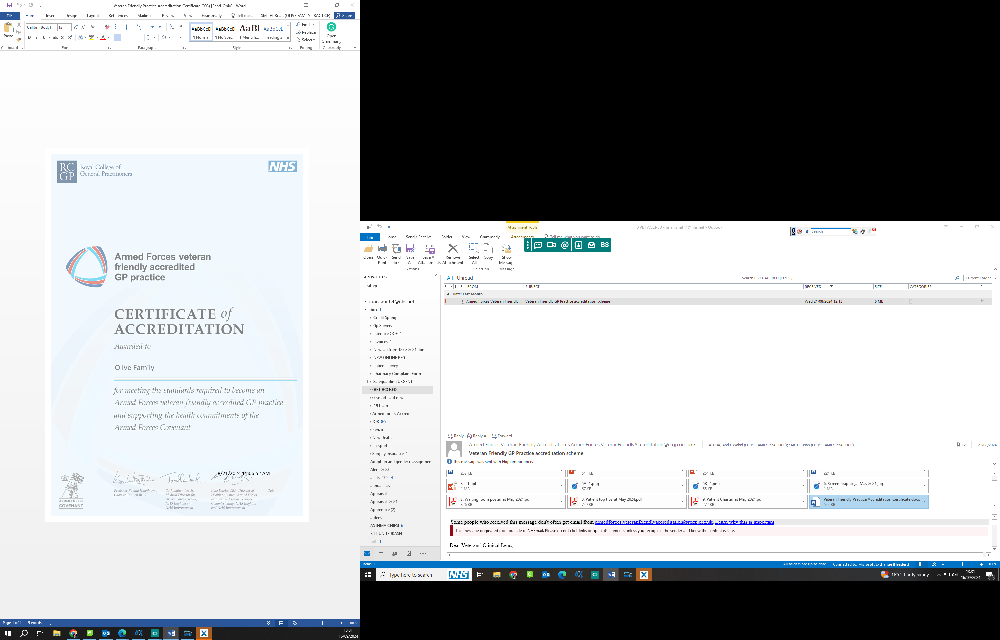 Veteran Friendly Practice Accreditation Certificate (003) [Read-Only] - Word
File Home Insert Design Layout References Mailings Review View Grammarly Tell me... SMITH, Brian (OLIVE FAMILY PRACTICE) Share
Paste
Calibri (Body) 12
AaBbCcD AaBbCcD AaBl AaBbCcC
¶ Normal ¶ No Spac... 1 Menu h... Heading 2
Find
Replace
Select
Open
Grammarly
Clipboard Font Paragraph Styles Editing Grammarly
RC
GP
Royal College of
General Practitioners
NHS
Armed Forces veteran
friendly accredited
GP practice
CERTIFICATE of
ACCREDITATION
Awarded to
Olive Family
for meeting the standards required to become an
Armed Forces veteran friendly accredited GP practice
and supporting the health commitments of the
Armed Forces Covenant
8/21/2024 11:06:52 AM
ARMED FORCES
COVENANT
Professor Kamila Hawthorne,
Chair of Council RCGP
Dr Jonathan Leach,
Medical Director for
Armed Forces Health,
NHS England and
NHS Improvement
Kate Davies CBE, Director of
Health & Justice, Armed Forces
and Sexual Assault Services
Commissioning, NHS England
and NHS Improvement
Date
Page 1 of 1 5 words 100%
13:31
16/09/2024
Attachment Tools
0 VET ACCRED - brian.smith4@nhs.net - Outlook
DXS Search
File Home Send / Receive Folder View Grammarly Attachments Tell me what you want to do
BS
Open
Quick
Print
Send
To
Save
As
Save All
Attachments
Remove
Attachment
Select
All
Copy
Show
Message
Actions Selection Message
Favorites
sitrep
brian.smith4@nhs.net
Inbox 1
0 Credit Spring
0 Gp Survery
0 Interface QOF 1
0 Invoices 1
0 New lab from 12.08.2024 done
0 NEW ONLINE REG
0 Patient survey
0 Pharmacy Complaint Form
0 Safeguarding URGENT
0 VET ACCRED
000smart card new
0-19 team
0Armed forces Accred
0JOB 86
0Kenzo
0New Death
0Passport
0Surgery Insurance 1
Adoption and gender reassignment
Alerts 2023
alerts 2024 4
annual leave
Appraisals
Appraisals 2024
Apprentice (2)
ardens
ASTHMA CHIESI 6
BILL UNITEDKASH
bills 1
All Unread
Search 0 VET ACCRED (Ctrl+E) Current Folder
FROM SUBJECT RECEIVED SIZE CATEGORIES
Date: Last Month
Armed Forces Veteran Friendly ... Veteran Friendly GP Practice accreditation scheme Wed 21/08/2024 12:13 6 MB
Reply Reply All Forward
Armed Forces Veteran Friendly Accreditation <ArmedForces.VeteranFriendlyAccreditation@rcgp.org.uk> ATCHA, Abdul-Wahid (OLIVE FAMILY PRACTICE); SMITH, Brian (OLIVE FAMILY PRACTICE) 12 21/08/2024
Veteran Friendly GP Practice accreditation scheme
This message was sent with High importance.
237 KB 541 KB 254 KB 224 KB
3T~1.ppt
1 MB
5A~1.png
67 KB
5B~1.png
55 KB
6. Screen graphic_at May 2024.jpg
1 MB
7. Waiting room poster_at May 2024.pdf
326 KB
8. Patient top tips_at May 2024.pdf
749 KB
9. Patient Charter_at May 2024.pdf
272 KB
Veteran Friendly Practice Accreditation Certificate.docx
544 KB
Some people who received this message don't often get email from armedforces.veteranfriendlyaccreditation@rcgp.org.uk. Learn why this is important
This message originated from outside of NHSmail. Please do not click links or open attachments unless you recognise the sender and know the content is safe.
Dear Veterans' Clinical Lead,
Items: 1 All folders are up to date. Connected to: Microsoft Exchange (Headers) 100%
Type here to search NHS
16°C Partly sunny
13:31
16/09/2024
23